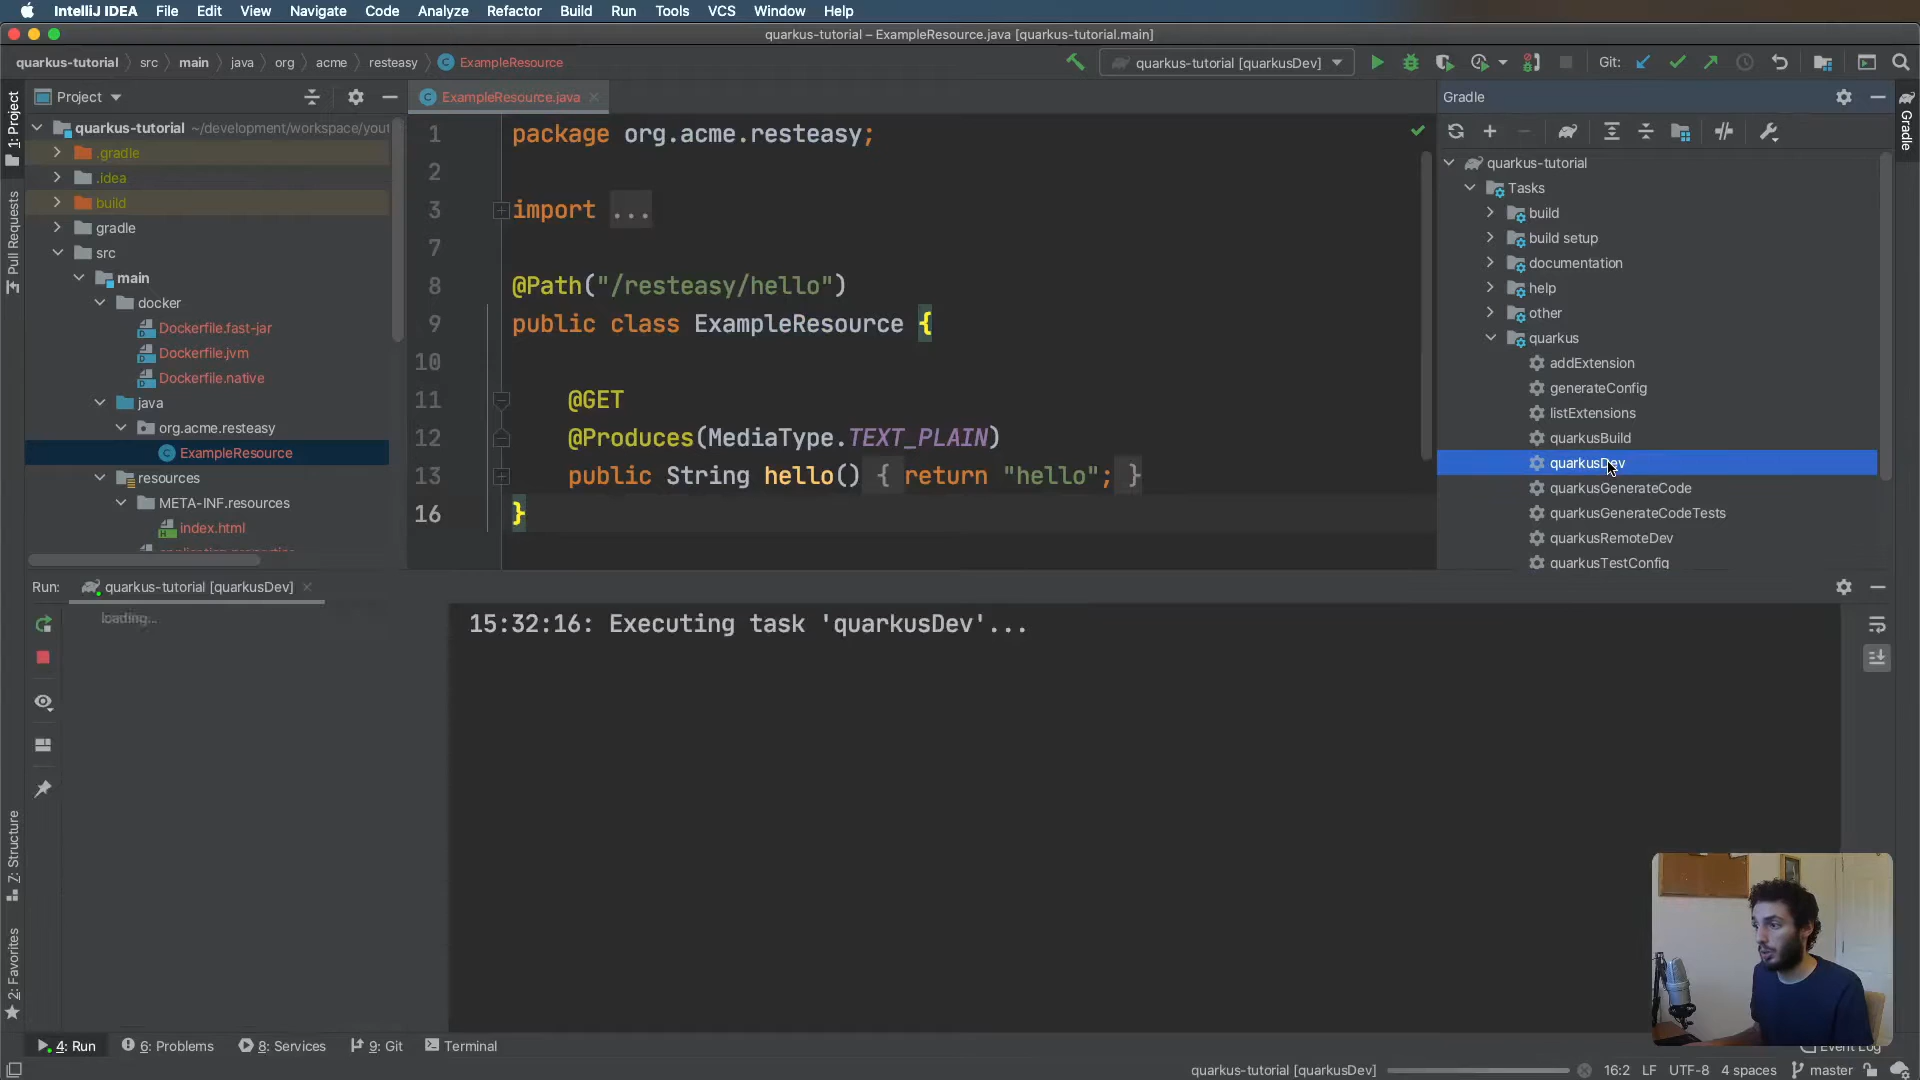 IntelliJ IDEA File Edit View Navigate Code Analyze Refactor Build Run Tools VCS Window Help
quarkus-tutorial – ExampleResource.java [quarkus-tutorial.main]
quarkus-tutorial src main java org acme resteasy ExampleResource
quarkus-tutorial [quarkusDev]
Git:
1: Project
Pull Requests
Z: Structure
2: Favorites
Project
quarkus-tutorial ~/development/workspace/yout
.gradle
.idea
build
gradle
src
main
docker
Dockerfile.fast-jar
Dockerfile.jvm
Dockerfile.native
java
org.acme.resteasy
ExampleResource
resources
META-INF.resources
index.html
ExampleResource.java
1 package org.acme.resteasy;
2
3 import ...
7
8 @Path("/resteasy/hello")
9 public class ExampleResource {
10
11 @GET
12 @Produces(MediaType.TEXT_PLAIN)
13 public String hello() { return "hello"; }
16 }
Gradle
Gradle
quarkus-tutorial
Tasks
build
build setup
documentation
help
other
quarkus
addExtension
generateConfig
listExtensions
quarkusBuild
quarkusDev
quarkusGenerateCode
quarkusGenerateCodeTests
quarkusRemoteDev
quarkusTestConfig
Run: quarkus-tutorial [quarkusDev]
loading...
15:32:16: Executing task 'quarkusDev'...
4: Run 6: Problems 8: Services 9: Git Terminal
Event Log
quarkus-tutorial [quarkusDev] 16:2 LF UTF-8 4 spaces master